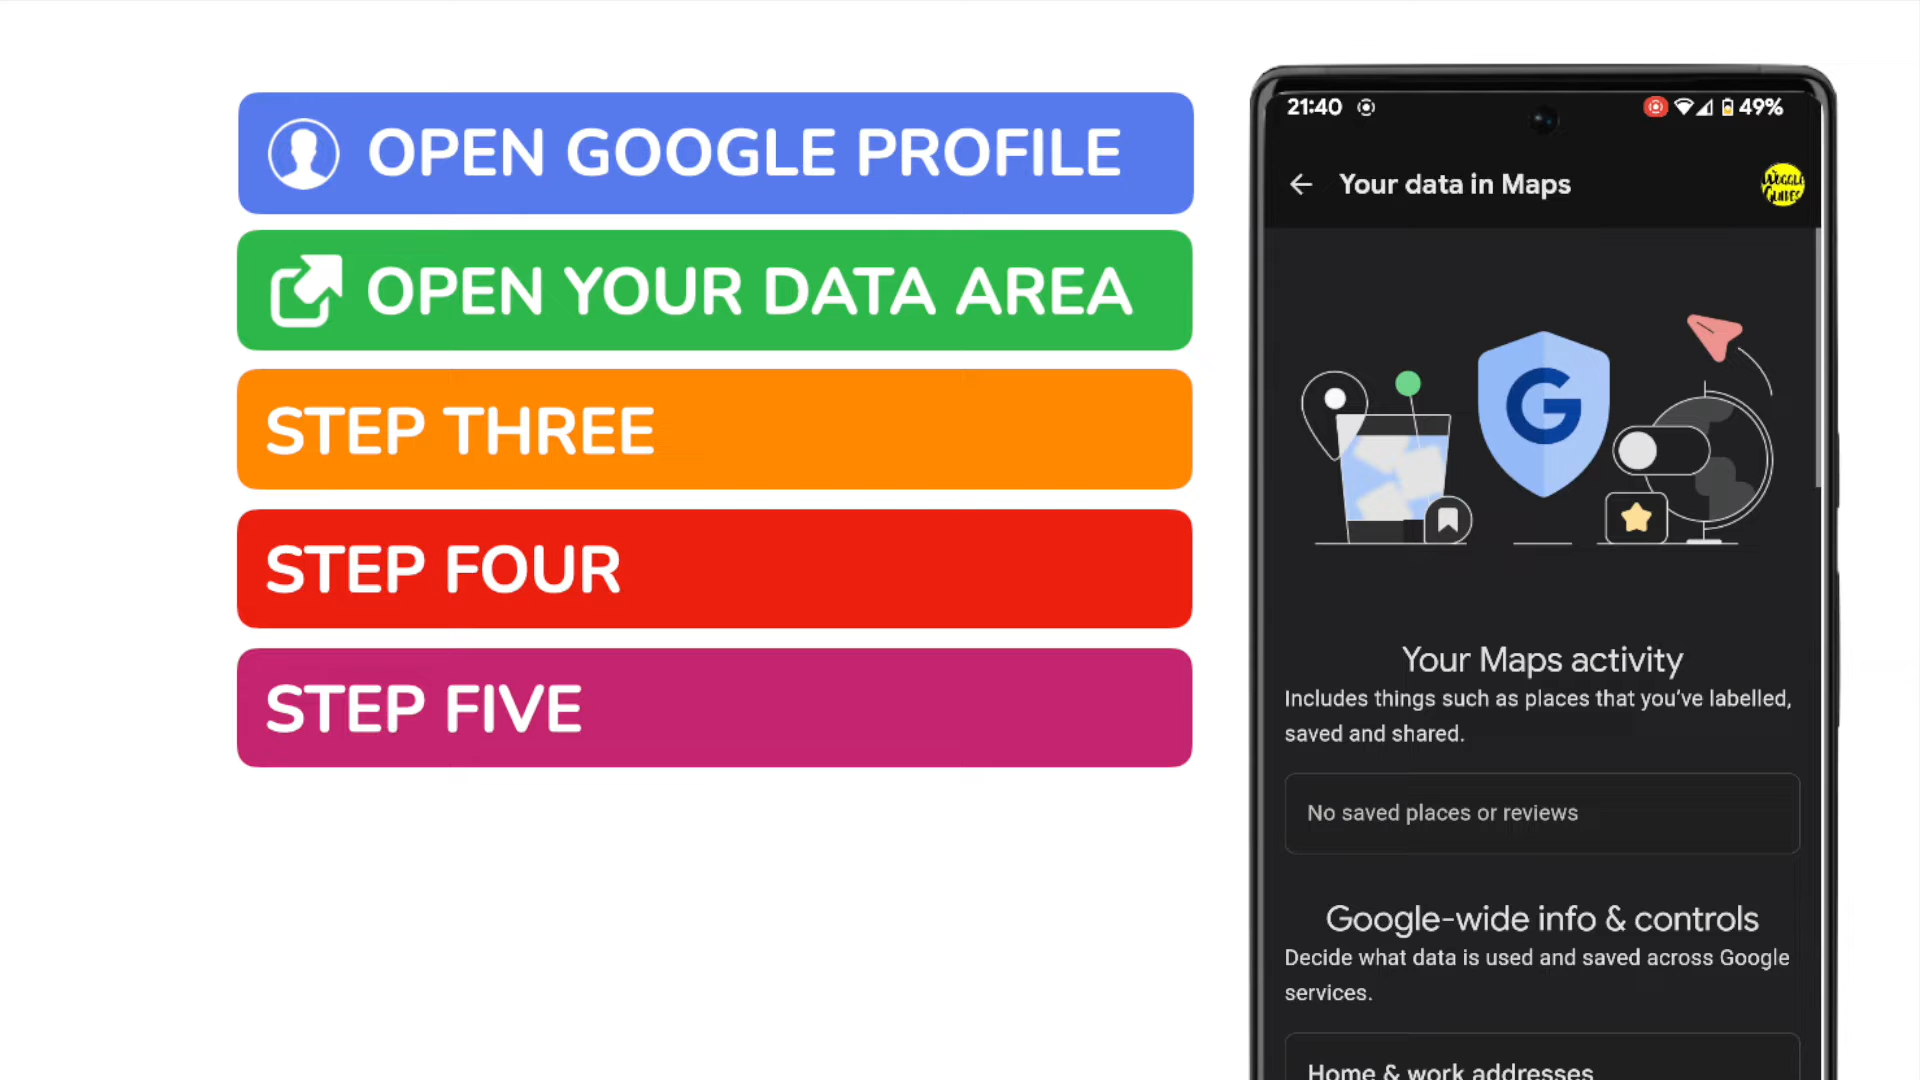 OPEN GOOGLE PROFILE
OPEN YOUR DATA AREA
STEP THREE
STEP FOUR
STEP FIVE
21:40
49%
Your data in Maps
WOGGLE
GUIDES
G
Your Maps activity
Includes things such as places that you've labelled,
saved and shared.
No saved places or reviews
Google-wide info & controls
Decide what data is used and saved across Google
services.
Home & work addresses